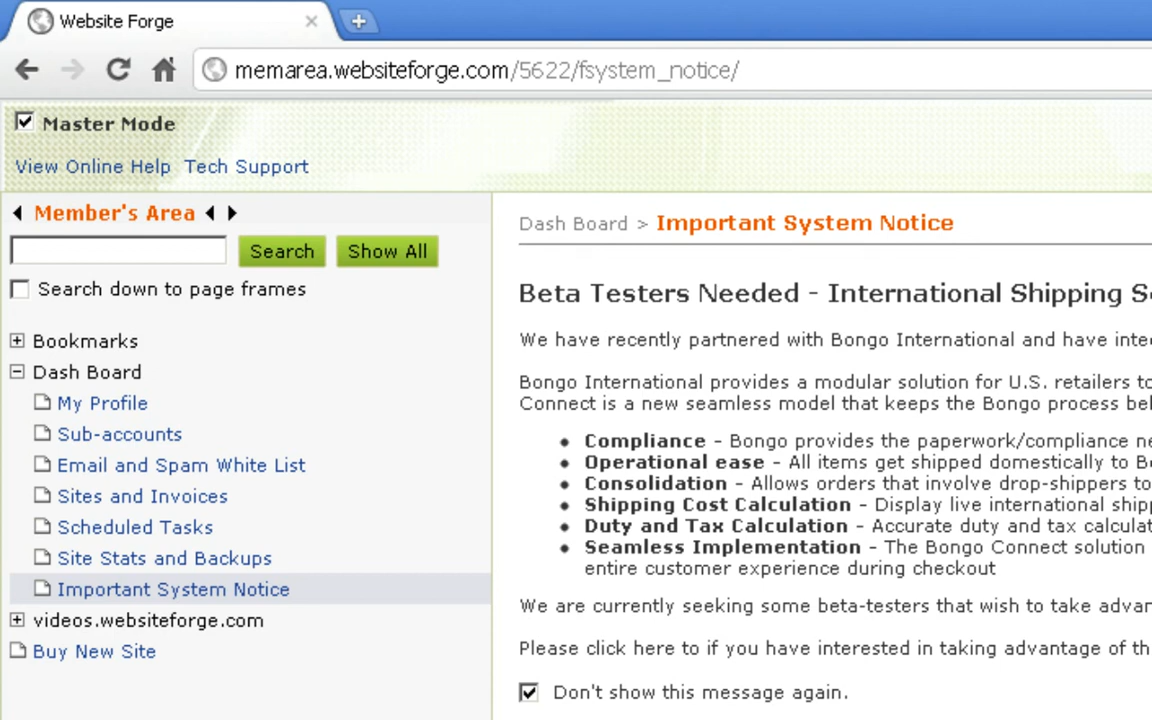 Website Forge
memarea.websiteforge.com/5622/fsystem_notice/
Master Mode
View Online Help Tech Support
Member's Area
Search Show All
Search down to page frames
Bookmarks
Dash Board
My Profile
Sub-accounts
Email and Spam White List
Sites and Invoices
Scheduled Tasks
Site Stats and Backups
Important System Notice
videos.websiteforge.com
Buy New Site
Dash Board > Important System Notice
Beta Testers Needed - International Shipping
We have recently partnered with Bongo International and have
Bongo International provides a modular solution for U.S. retailers to
Connect is a new seamless model that keeps the Bongo process
Compliance - Bongo provides the paperwork/compliance
Operational ease - All items get shipped domestically to
Consolidation - Allows orders that involve drop-shippers to
Shipping Cost Calculation - Display live international
Duty and Tax Calculation - Accurate duty and tax
Seamless Implementation - The Bongo Connect solution
entire customer experience during checkout
We are currently seeking some beta-testers that wish to take
Please click here to if you have interested in taking advantage of
Don't show this message again.